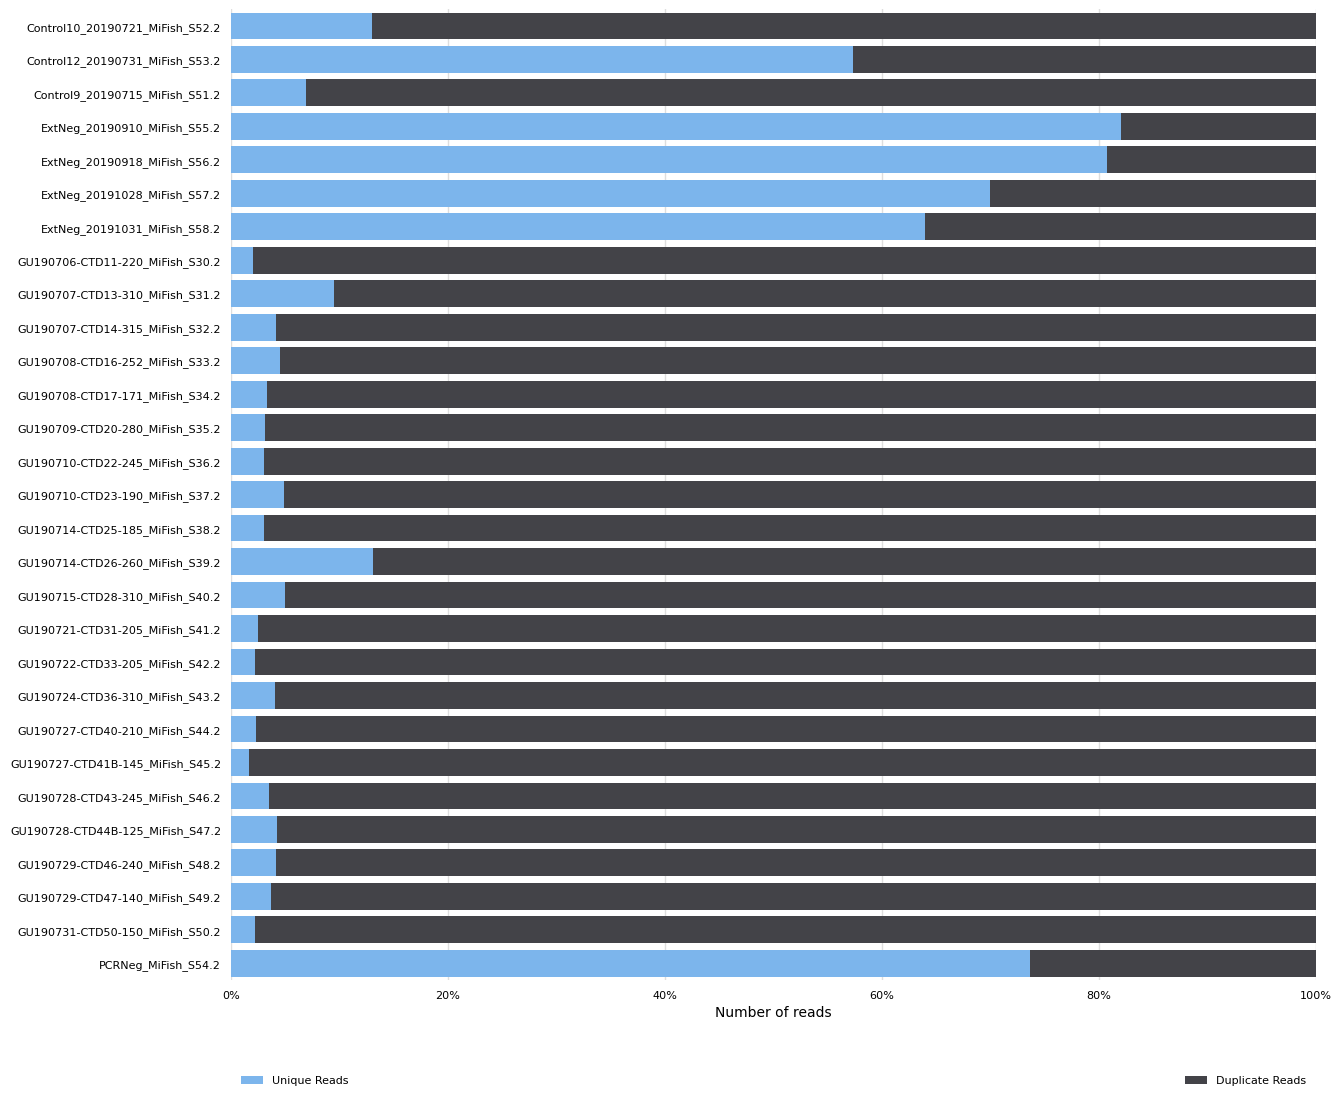 Control10_20190721_MiFish_S52.2
Control12_20190731_MiFish_S53.2
Control9_20190715_MiFish_S51.2
ExtNeg_20190910_MiFish_S55.2
ExtNeg_20190918_MiFish_S56.2
ExtNeg_20191028_MiFish_S57.2
ExtNeg_20191031_MiFish_S58.2
GU190706-CTD11-220_MiFish_S30.2
GU190707-CTD13-310_MiFish_S31.2
GU190707-CTD14-315_MiFish_S32.2
GU190708-CTD16-252_MiFish_S33.2
GU190708-CTD17-171_MiFish_S34.2
GU190709-CTD20-280_MiFish_S35.2
GU190710-CTD22-245_MiFish_S36.2
GU190710-CTD23-190_MiFish_S37.2
GU190714-CTD25-185_MiFish_S38.2
GU190714-CTD26-260_MiFish_S39.2
GU190715-CTD28-310_MiFish_S40.2
GU190721-CTD31-205_MiFish_S41.2
GU190722-CTD33-205_MiFish_S42.2
GU190724-CTD36-310_MiFish_S43.2
GU190727-CTD40-210_MiFish_S44.2
GU190727-CTD41B-145_MiFish_S45.2
GU190728-CTD43-245_MiFish_S46.2
GU190728-CTD44B-125_MiFish_S47.2
GU190729-CTD46-240_MiFish_S48.2
GU190729-CTD47-140_MiFish_S49.2
GU190731-CTD50-150_MiFish_S50.2
PCRNeg_MiFish_S54.2
0% 20% 40% 60% 80% 100%
Number of reads
Unique Reads Duplicate Reads